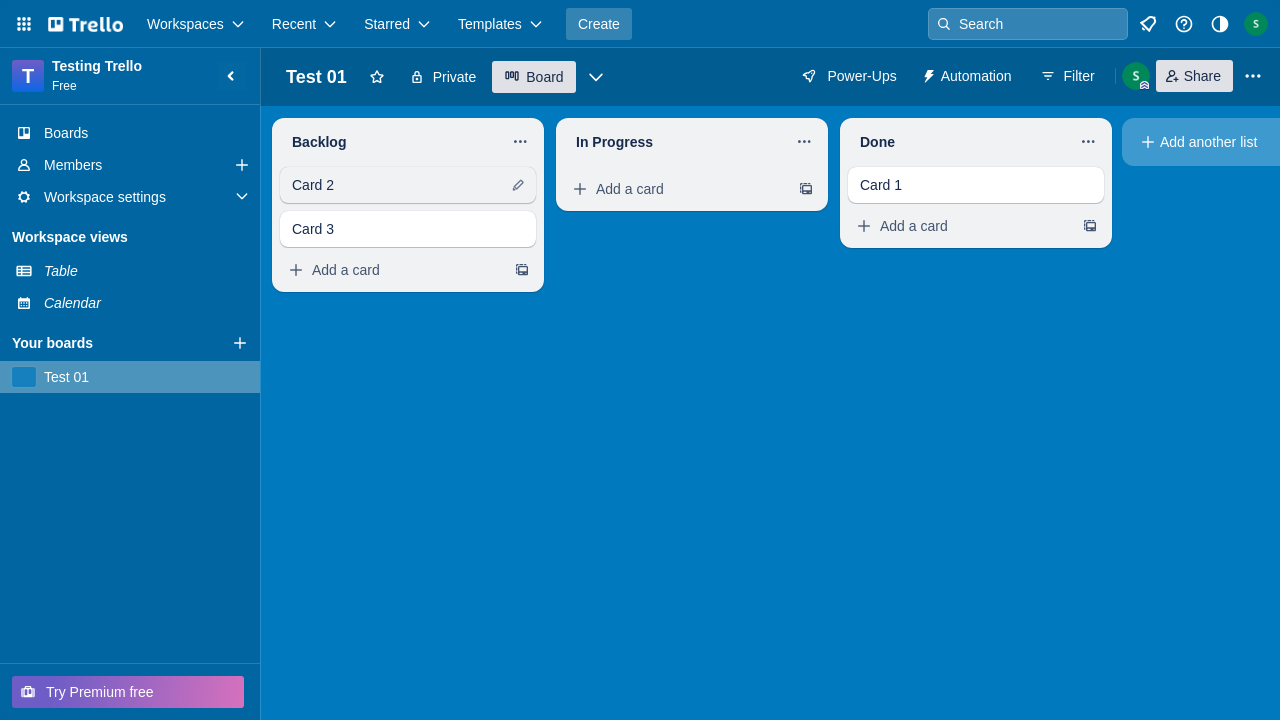 Trello
Workspaces
Recent
Starred
Templates
Create
Search
S
T
Testing Trello
Free
Test 01
Private
Board
Power-Ups
Automation
Filter
S
Share
Boards
Members
Workspace settings
Workspace views
Table
Calendar
Your boards
Test 01
Try Premium free
Backlog
Card 2
Card 3
Add a card
In Progress
Add a card
Done
Card 1
Add a card
Add another list